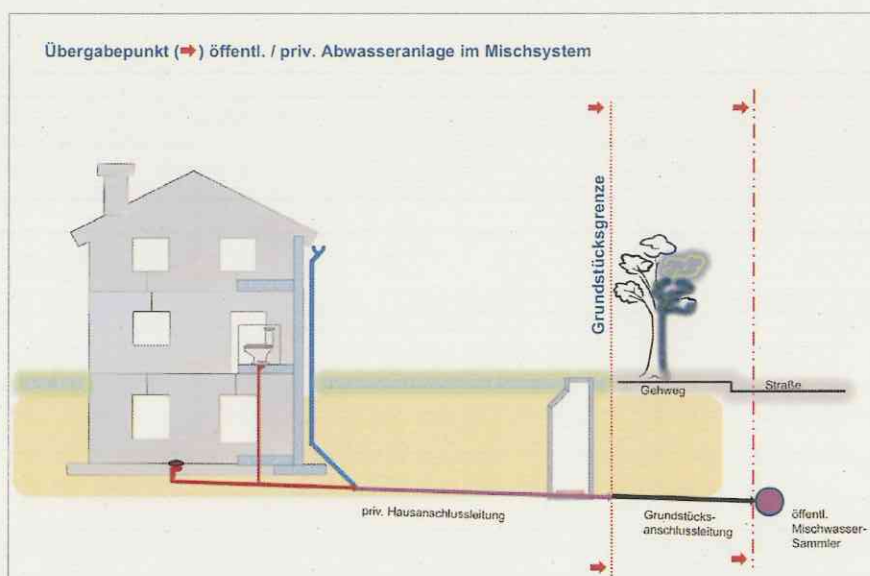 Übergabepunkt (➡) öffentl. / priv. Abwasseranlage im Mischsystem
Grundstücksgrenze
Gehweg
Straße
priv. Hausanschlussleitung
Grundstücks-
anschlussleitung
öffentl.
Mischwasser-
Sammler